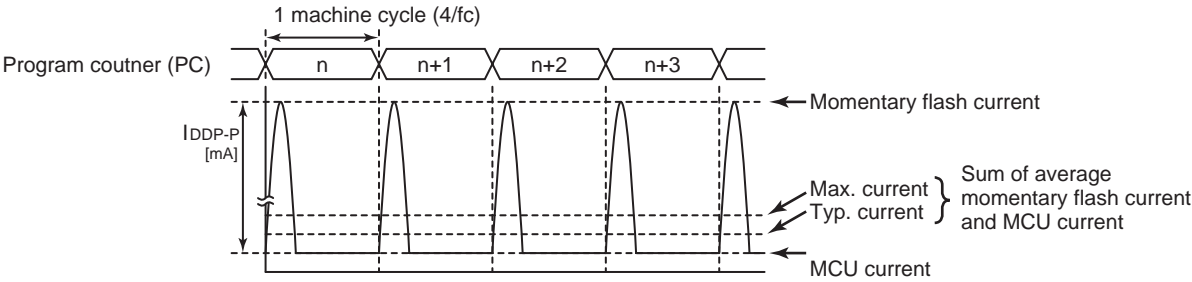 1 machine cycle (4/fc)
Program coutner (PC)
n
n+1
n+2
n+3
Momentary flash current
IDDP-P
[mA]
Max. current
Typ. current
Sum of average
momentary flash current
and MCU current
MCU current